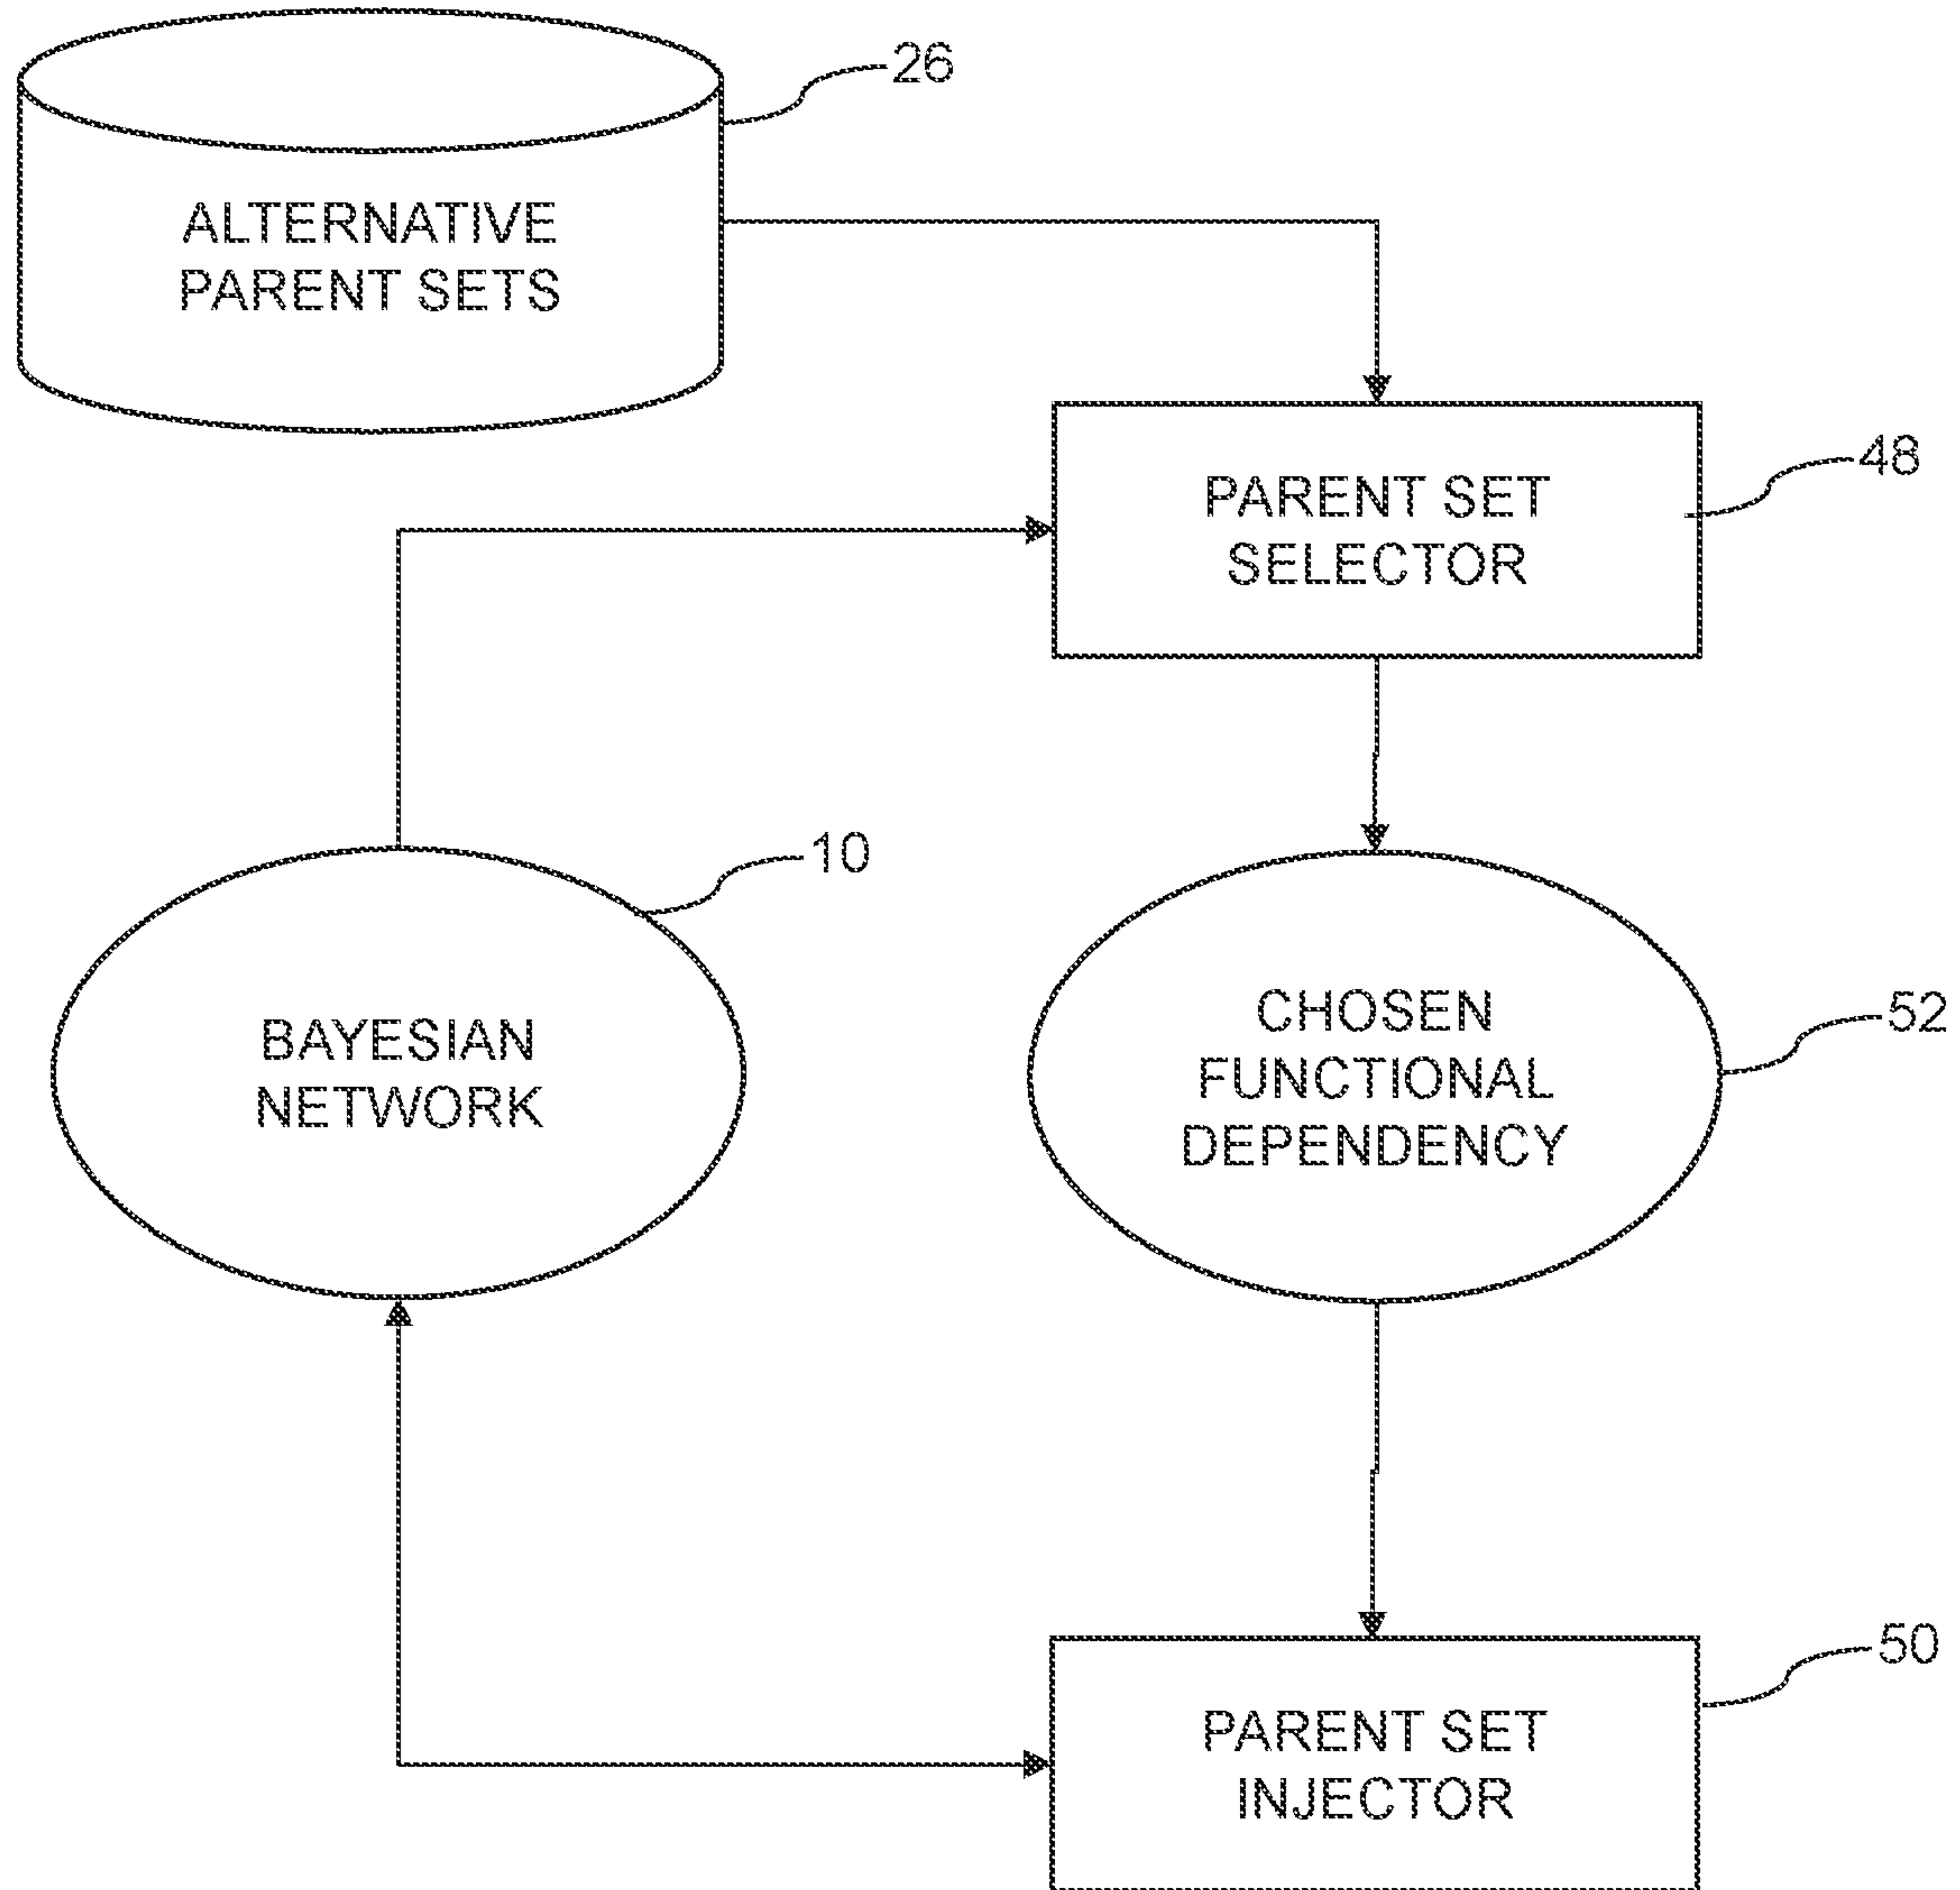 26
ALTERNATIVE
PARENT SETS
48
PARENT SET
SELECTOR
10
BAYESIAN
NETWORK
52
CHOSEN
FUNCTIONAL
DEPENDENCY
50
PARENT SET
INJECTOR